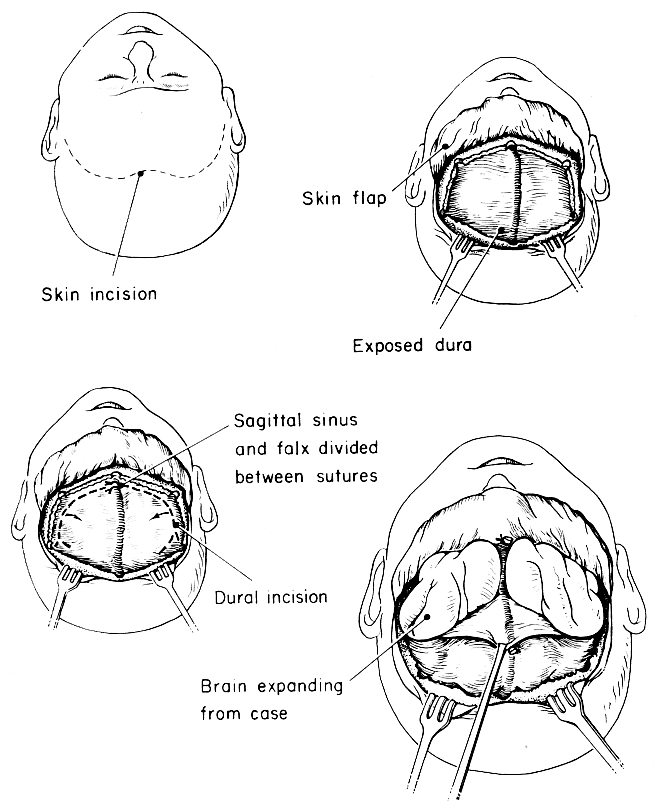 Skin incision
Skin flap
Exposed dura
Sagittal sinus
and falx divided
between sutures
Dural incision
Brain expanding
from case